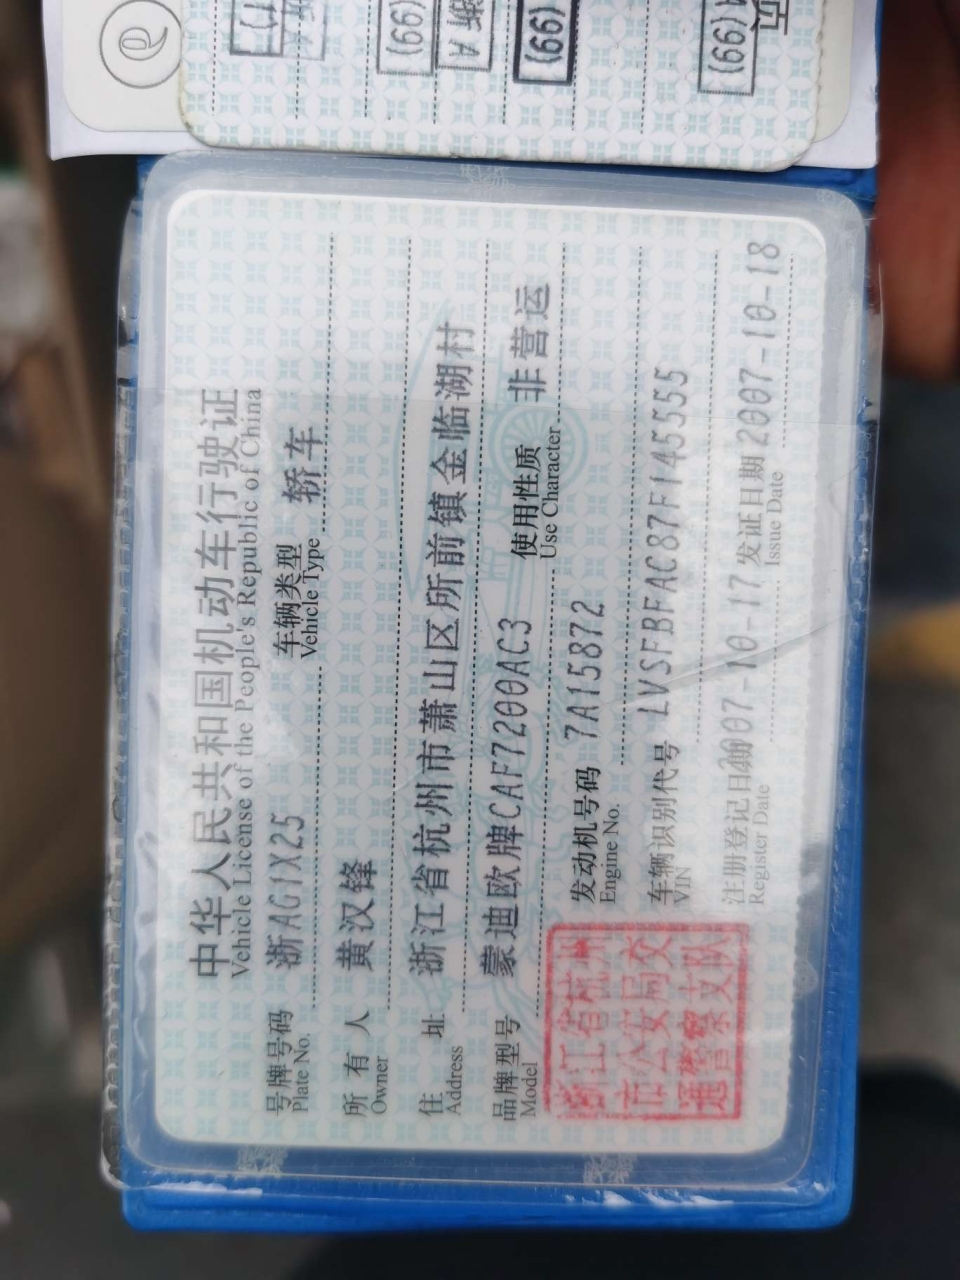 中华人民共和国机动车行驶证
Vehicle License of the People's Republic of China
号牌号码 浙AG1X25 车辆类型 轿车
Plate No. Vehicle Type
所有人 黄汉锋
Owner
住址 浙江省杭州市萧山区所前镇金临湖村
Address
品牌型号 蒙迪欧牌CAF7200AC3 使用性质 非营运
Model Use Character
发动机号码 7A15872
Engine No.
车辆识别代号 LVSFBFAC87F145555
VIN
注册登记日期 2007-10-17 发证日期 2007-10-18
Register Date Issue Date
浙江省杭州
市公安局交
通警察支队
(99)
(99)
(99)